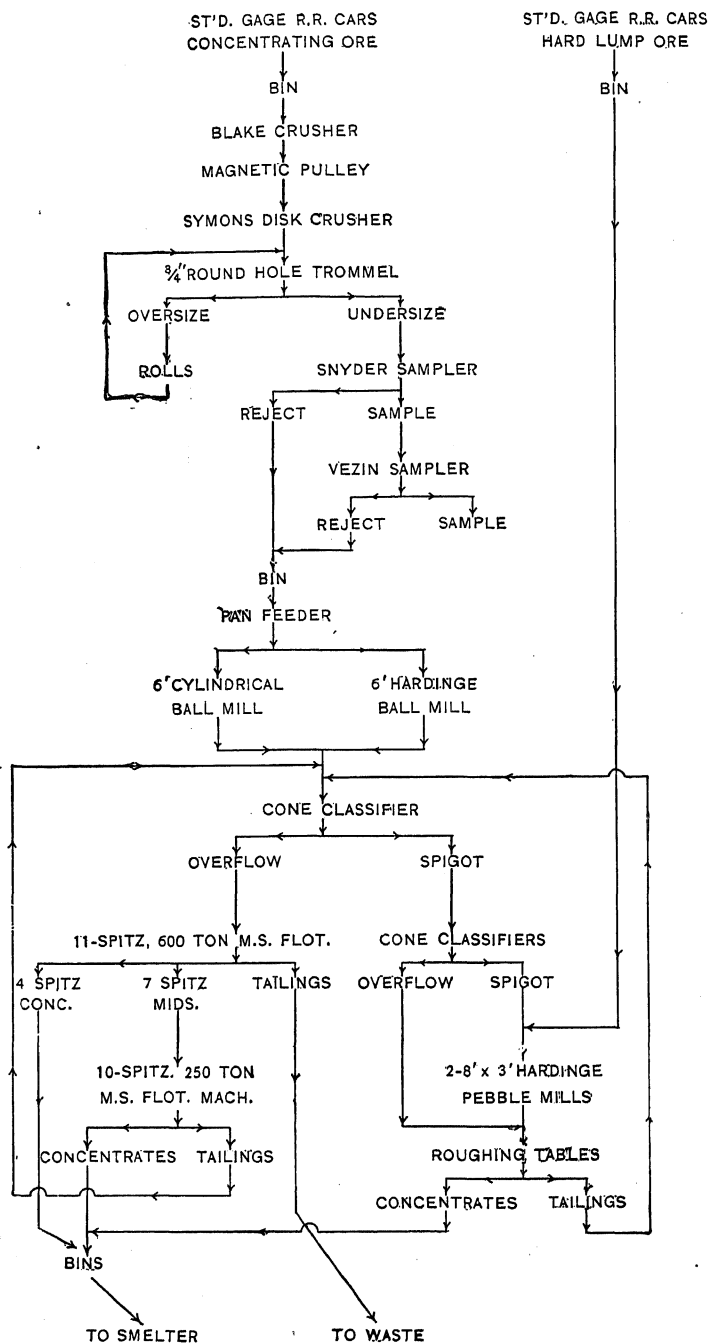 ST'D. GAGE R.R. CARS
CONCENTRATING ORE
ST'D. GAGE R.R. CARS
HARD LUMP ORE
BIN
BIN
BLAKE CRUSHER
MAGNETIC PULLEY
SYMONS DISK CRUSHER
3/4" ROUND HOLE TROMMEL
OVERSIZE
UNDERSIZE
ROLLS
SNYDER SAMPLER
REJECT
SAMPLE
VEZIN SAMPLER
REJECT
SAMPLE
BIN
PAN FEEDER
6' CYLINDRICAL
BALL MILL
6' HARDINGE
BALL MILL
CONE CLASSIFIER
OVERFLOW
SPIGOT
11-SPITZ, 600 TON M.S. FLOT.
CONE CLASSIFIERS
4 SPITZ
CONC.
7 SPITZ
MIDS.
TAILINGS
OVERFLOW
SPIGOT
10-SPITZ. 250 TON
M.S. FLOT. MACH.
2-8' x 3' HARDINGE
PEBBLE MILLS
CONCENTRATES
TAILINGS
ROUGHING TABLES
CONCENTRATES
TAILINGS
BINS
TO SMELTER
TO WASTE